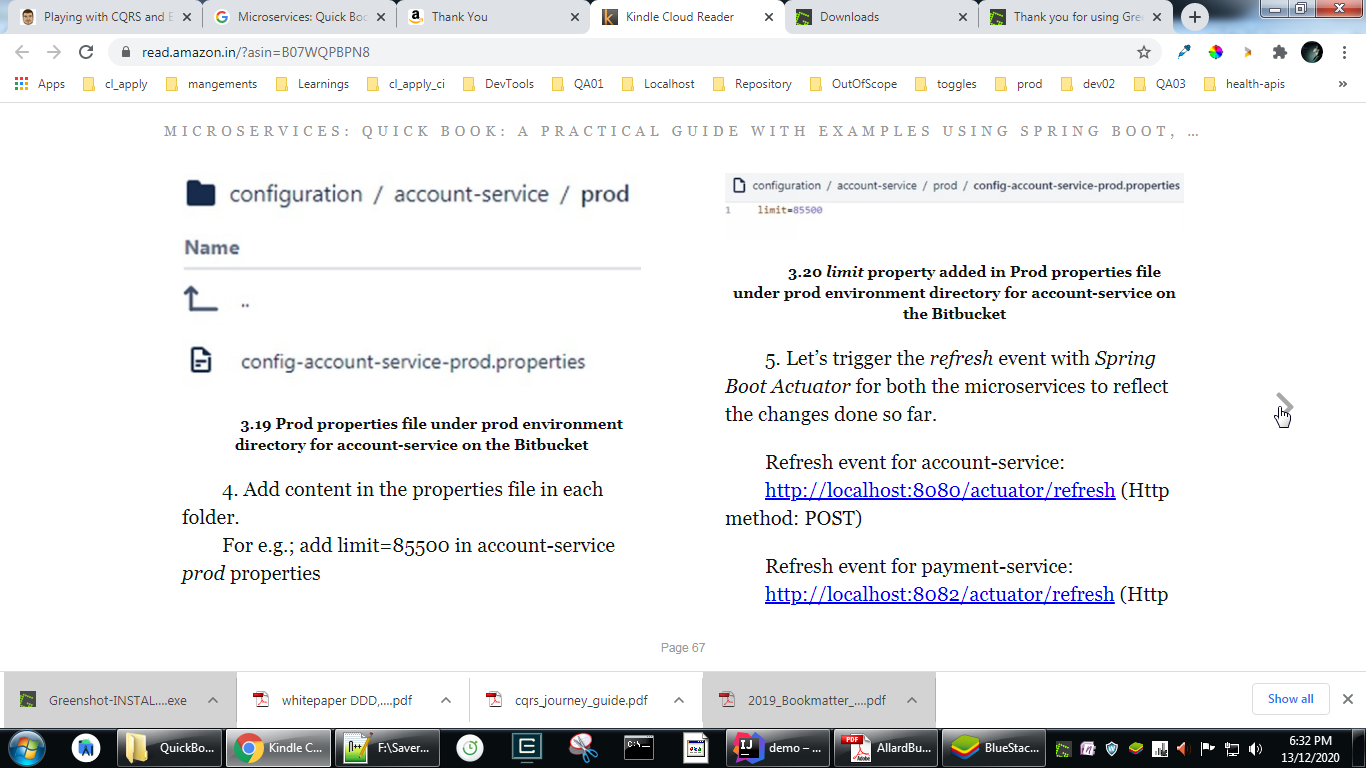 Playing with CQRS and E
Microservices: Quick Boo
Thank You
Kindle Cloud Reader
Downloads
Thank you for using Gre
read.amazon.in/?asin=B07WQPBPN8
Apps
cl_apply
mangements
Learnings
cl_apply_ci
DevTools
QA01
Localhost
Repository
OutOfScope
toggles
prod
dev02
QA03
health-apis
»
MICROSERVICES: QUICK BOOK: A PRACTICAL GUIDE WITH EXAMPLES USING SPRING BOOT, …
configuration / account-service / prod
Name
..
config-account-service-prod.properties
3.19 Prod properties file under prod environment
directory for account-service on the Bitbucket
4. Add content in the properties file in each
folder.
For e.g.; add limit=85500 in account-service
prod properties
configuration / account-service / prod / config-account-service-prod.properties
1 limit=85500
3.20 limit property added in Prod properties file
under prod environment directory for account-service on
the Bitbucket
5. Let’s trigger the refresh event with Spring
Boot Actuator for both the microservices to reflect
the changes done so far.
Refresh event for account-service:
http://localhost:8080/actuator/refresh (Http
method: POST)
Refresh event for payment-service:
http://localhost:8082/actuator/refresh (Http
Page 67
Greenshot-INSTAL....exe
whitepaper DDD,....pdf
cqrs_journey_guide.pdf
2019_Bookmatter_....pdf
Show all
QuickBo...
Kindle C...
F:\Saver...
demo – ...
AllardBu...
BlueStac...
6:32 PM
13/12/2020